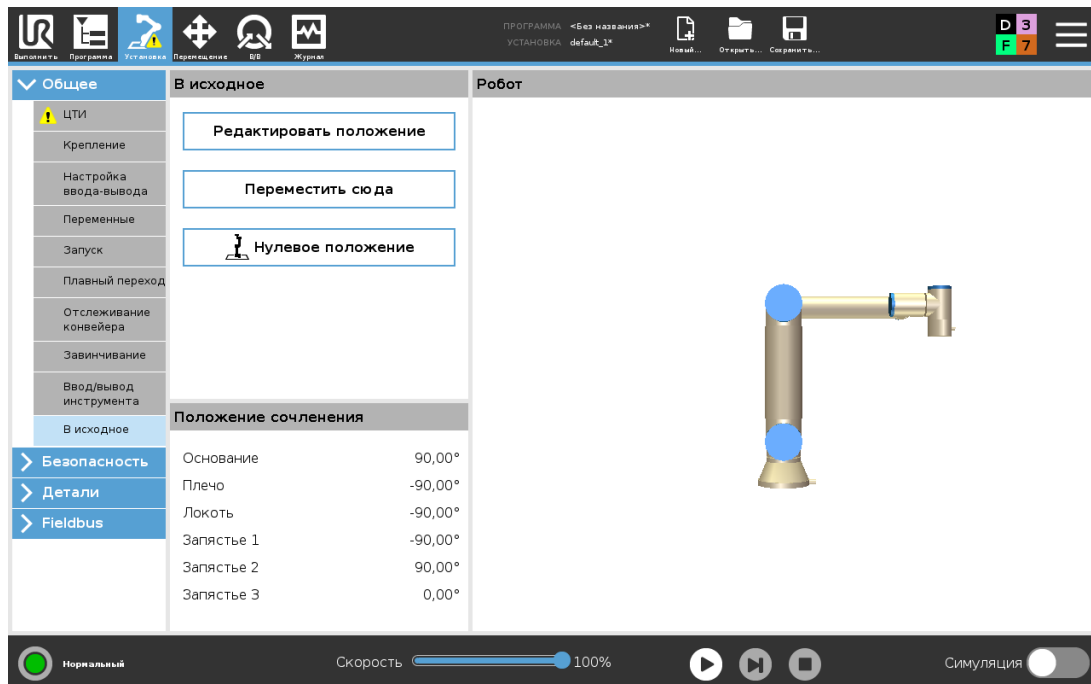 UR
ПРОГРАММА <Без названия>*
УСТАНОВКА default_1*
Выполнить Программа Установка Перемещение В/В Журнал
Новый... Открыть... Сохранить...
D 3
F 7
Общее
ЦТИ
Крепление
Настройка
ввода-вывода
Переменные
Запуск
Плавный переход
Отслеживание
конвейера
Завинчивание
Ввод/вывод
инструмента
В исходное
Безопасность
Детали
Fieldbus
В исходное
Редактировать положение
Переместить сюда
Нулевое положение
Положение сочленения
Основание 90,00°
Плечо -90,00°
Локоть -90,00°
Запястье 1 -90,00°
Запястье 2 90,00°
Запястье 3 0,00°
Робот
Нормальный
Скорость 100%
Симуляция